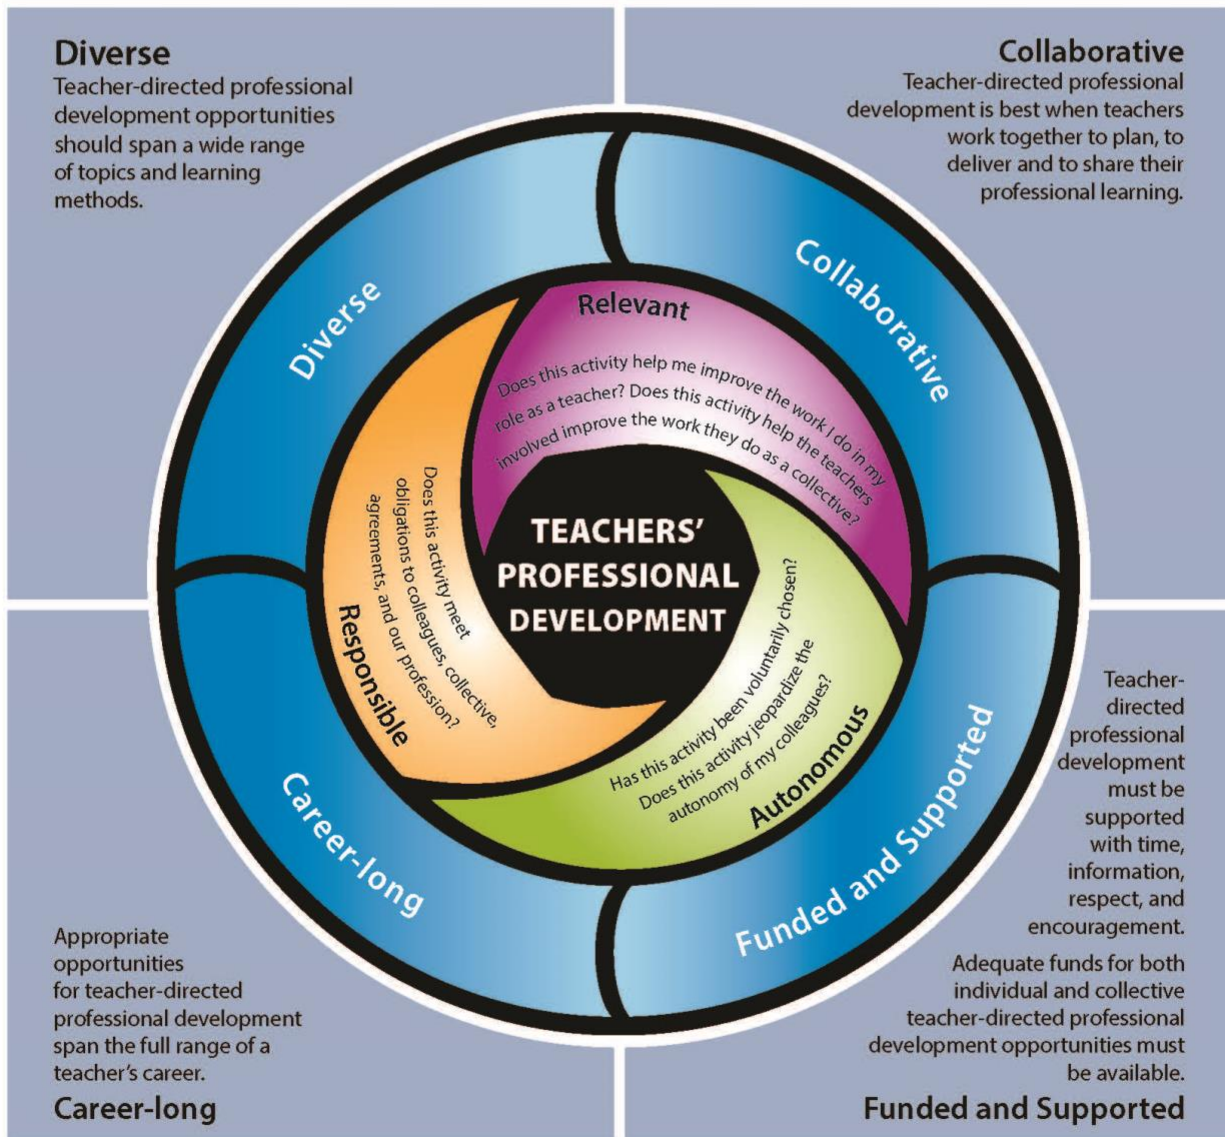 Diverse
Teacher-directed professional
development opportunities
should span a wide range
of topics and learning
methods.
Collaborative
Teacher-directed professional
development is best when teachers
work together to plan, to
deliver and to share their
professional learning.
Diverse
Collaborative
Relevant
Does this activity help me improve the work I do in my
role as a teacher? Does this activity help the teachers
involved improve the work they do as a collective?
TEACHERS’
PROFESSIONAL
DEVELOPMENT
Responsible
Does this activity meet
obligations to colleagues, collective,
agreements, and our profession?
Has this activity been voluntarily chosen?
Does this activity jeopardize the
autonomy of my colleagues?
Autonomous
Career-long
Funded and Supported
Appropriate
opportunities
for teacher-directed
professional development
span the full range of a
teacher’s career.
Career-long
Teacher-
directed
professional
development
must be
supported
with time,
information,
respect, and
encouragement.
Adequate funds for both
individual and collective
teacher-directed professional
development opportunities must
be available.
Funded and Supported